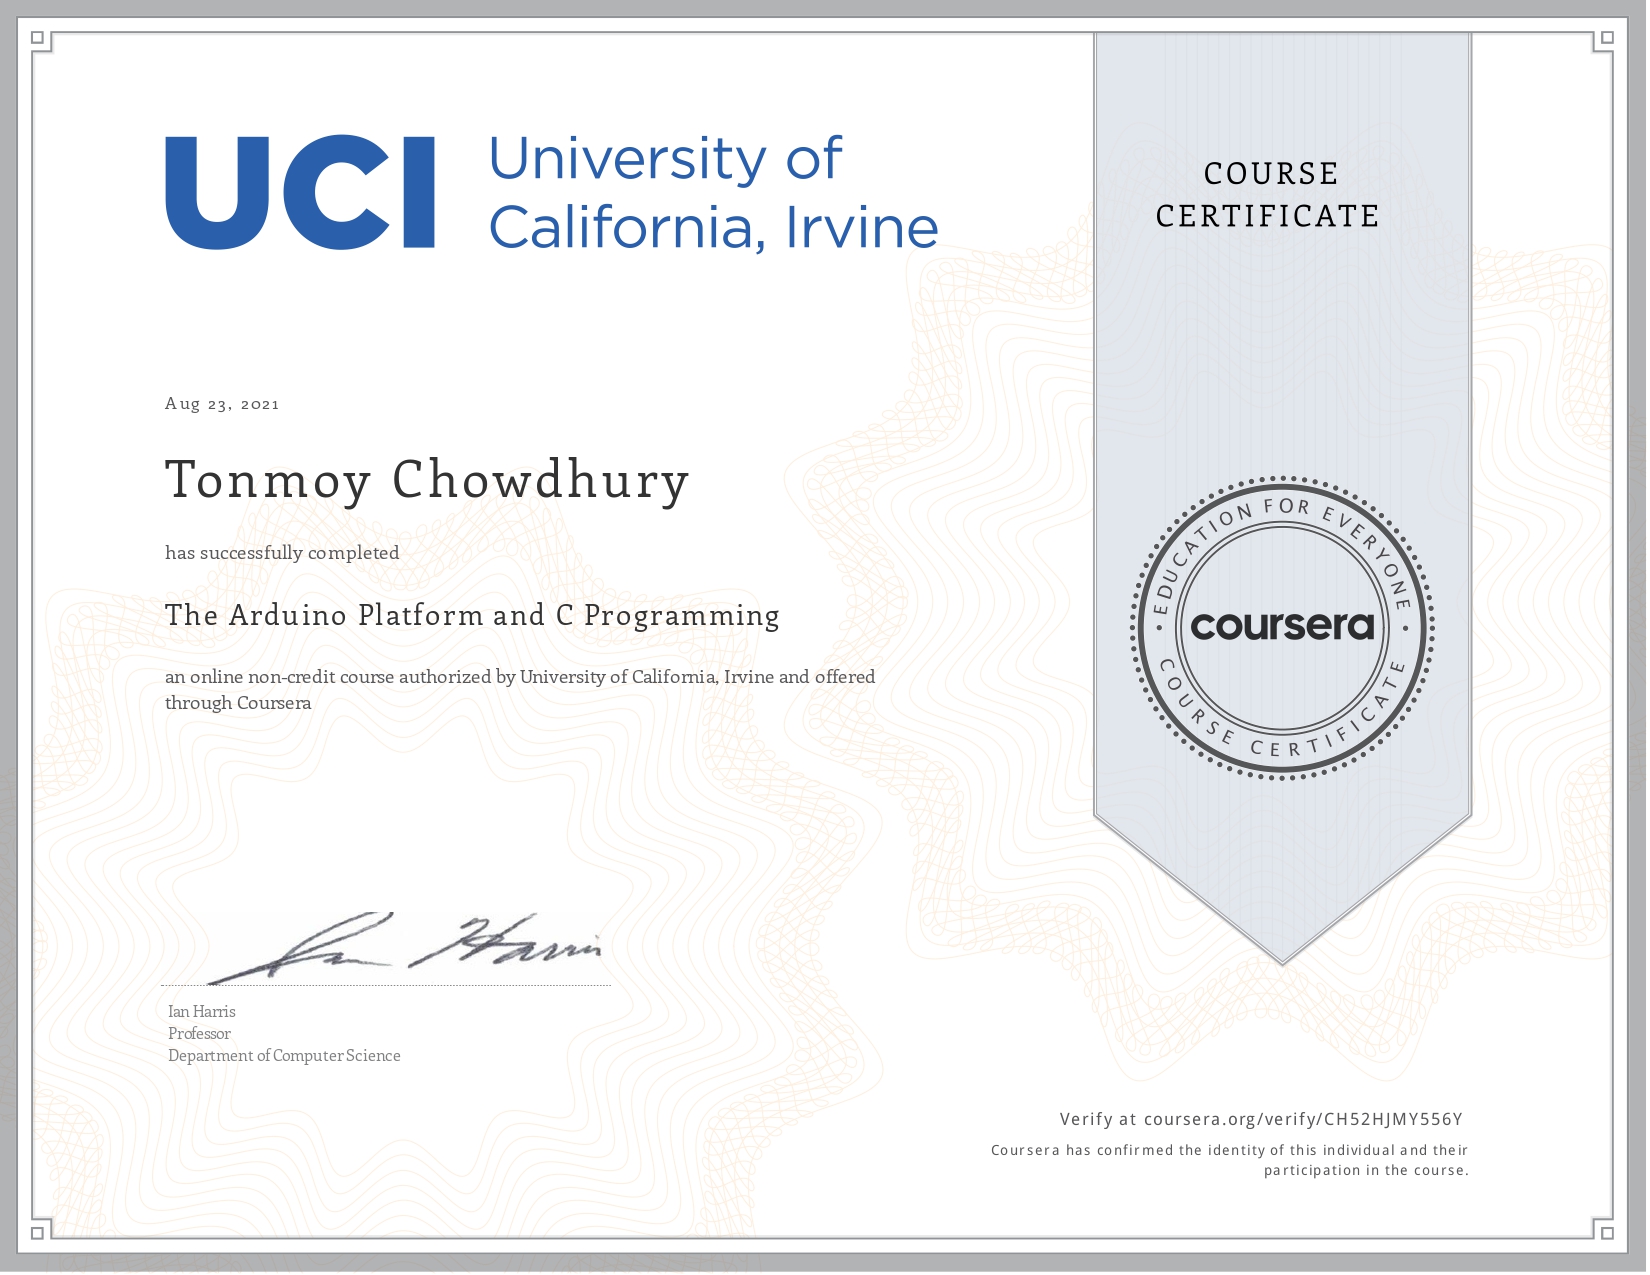 UCI University of
California, Irvine
COURSE
CERTIFICATE
Aug 23, 2021
Tonmoy Chowdhury
has successfully completed
The Arduino Platform and C Programming
an online non-credit course authorized by University of California, Irvine and offered
through Coursera
EDUCATION FOR EVERYONE
coursera
COURSE CERTIFICATE
Ian Harris
Ian Harris
Professor
Department of Computer Science
Verify at coursera.org/verify/CH52HJMY556Y
Coursera has confirmed the identity of this individual and their
participation in the course.